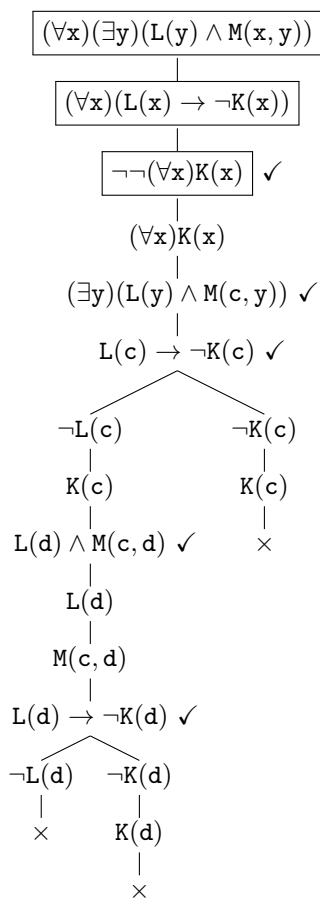 (∀x)(∃y)(L(y) ∧ M(x, y))
(∀x)(L(x) → ¬K(x))
¬¬(∀x)K(x) ✓
(∀x)K(x)
(∃y)(L(y) ∧ M(c, y)) ✓
L(c) → ¬K(c) ✓
¬L(c) ¬K(c)
K(c) K(c)
L(d) ∧ M(c, d) ✓ ×
L(d)
M(c, d)
L(d) → ¬K(d) ✓
¬L(d) ¬K(d)
× K(d)
×